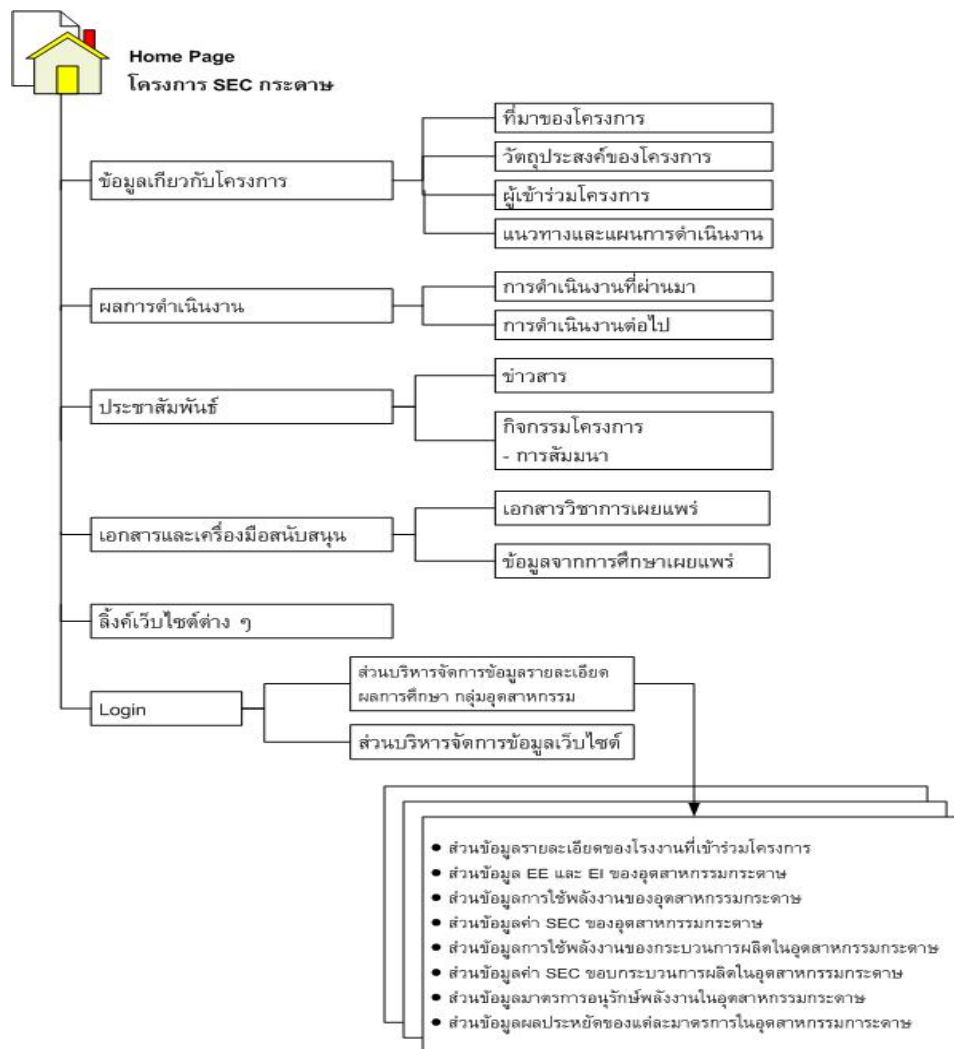 Home Page
โครงการ SEC กระดาษ
ข้อมูลเกี่ยวกับโครงการ
ที่มาของโครงการ
วัตถุประสงค์ของโครงการ
ผู้เข้าร่วมโครงการ
แนวทางและแผนการดำเนินงาน
ผลการดำเนินงาน
การดำเนินงานที่ผ่านมา
การดำเนินงานต่อไป
ประชาสัมพันธ์
ข่าวสาร
กิจกรรมโครงการ
- การสัมมนา
เอกสารและเครื่องมือสนับสนุน
เอกสารวิชาการเผยแพร่
ข้อมูลจากการศึกษาเผยแพร่
ลิ้งค์เว็บไซต์ต่าง ๆ
Login
ส่วนบริหารจัดการข้อมูลรายละเอียด
ผลการศึกษา กลุ่มอุตสาหกรรม
ส่วนบริหารจัดการข้อมูลเว็บไซต์
● ส่วนข้อมูลรายละเอียดของโรงงานที่เข้าร่วมโครงการ
● ส่วนข้อมูล EE และ EI ของอุตสาหกรรมกระดาษ
● ส่วนข้อมูลการใช้พลังงานของอุตสาหกรรมกระดาษ
● ส่วนข้อมูลค่า SEC ของอุตสาหกรรมกระดาษ
● ส่วนข้อมูลการใช้พลังงานของกระบวนการผลิตในอุตสาหกรรมกระดาษ
● ส่วนข้อมูลค่า SEC ขอบกระบวนการผลิตในอุตสาหกรรมกระดาษ
● ส่วนข้อมูลมาตรการอนุรักษ์พลังงานในอุตสาหกรรมกระดาษ
● ส่วนข้อมูลผลประหยัดของแต่ละมาตรการในอุตสาหกรรมการะดาษ